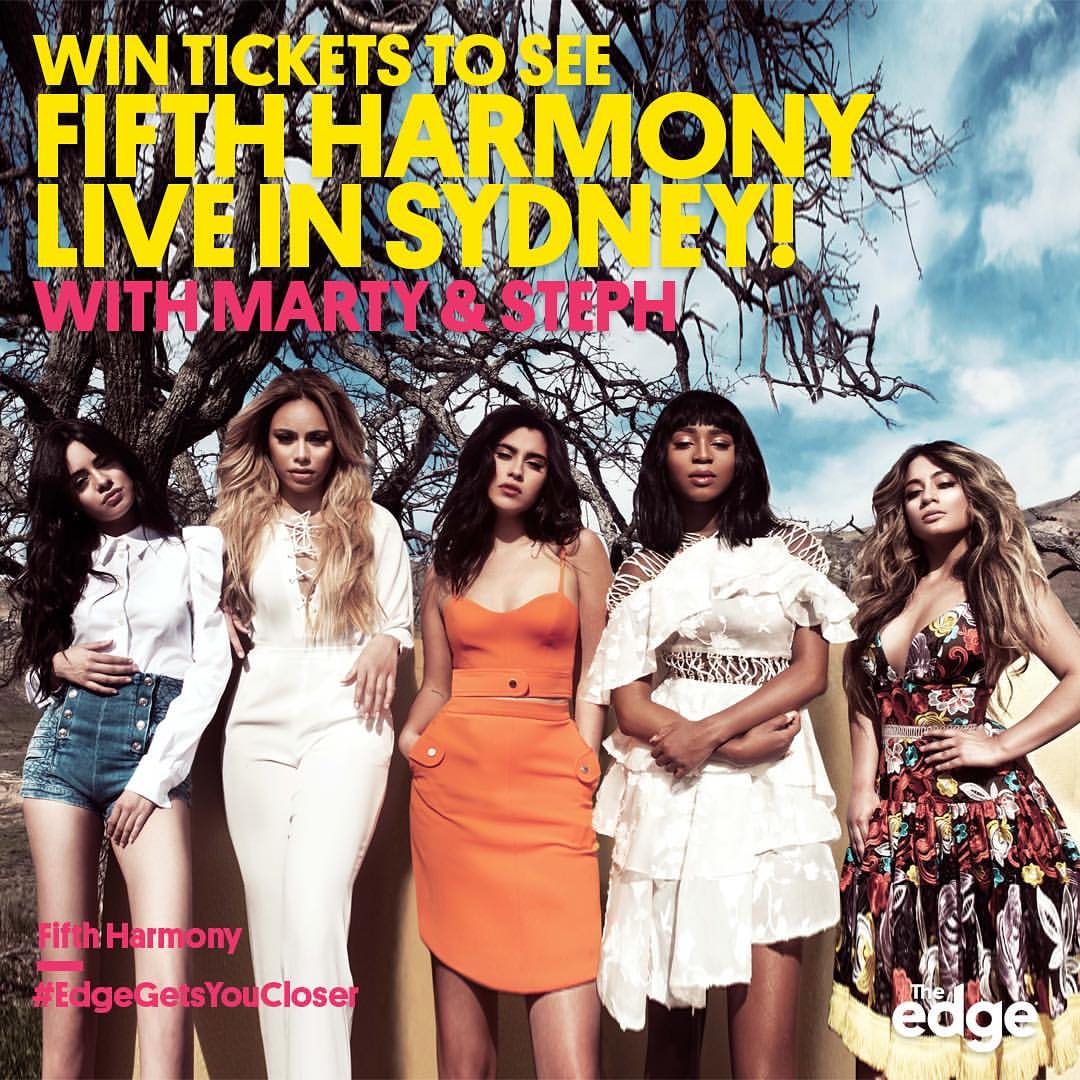 WIN TICKETS TO SEE
FIFTH HARMONY
LIVE IN SYDNEY!
WITH MARTY & STEPH
Fifth Harmony
#EdgeGetsYouCloser
The
edge